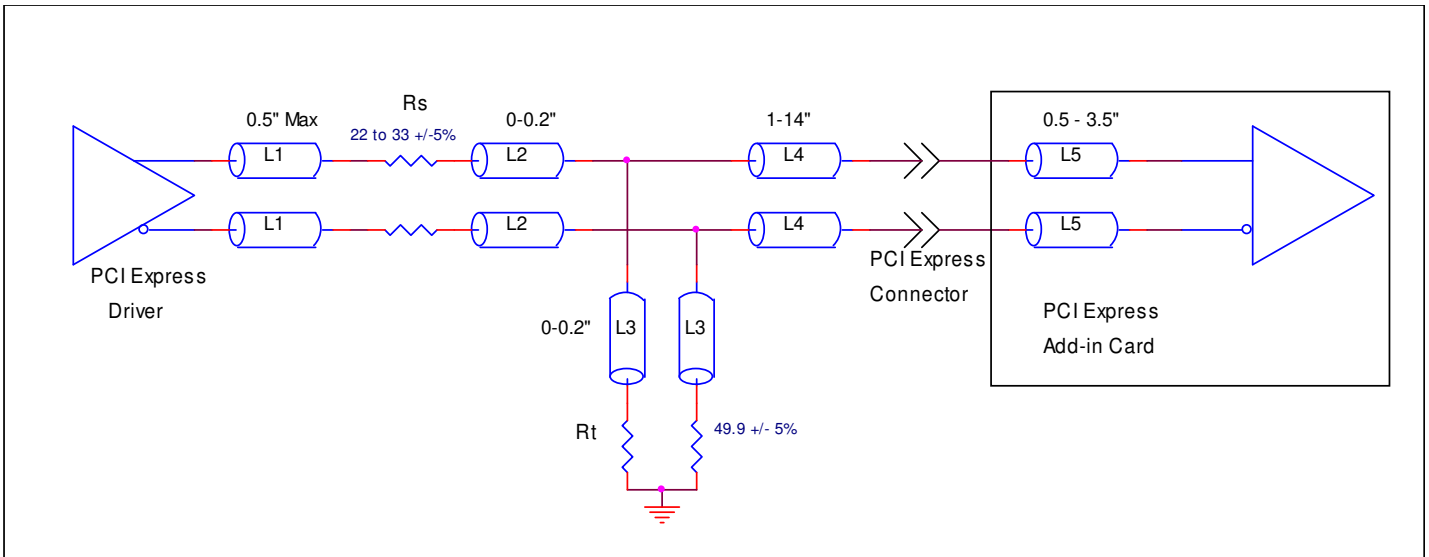 Rs
0.5" Max
22 to 33 +/-5%
0-0.2"
1-14"
0.5 - 3.5"
L1
L2
L4
L5
L1
L2
L4
L5
PCI Express
Driver
PCI Express
Connector
0-0.2"
L3
L3
PCI Express
Add-in Card
Rt
49.9 +/- 5%